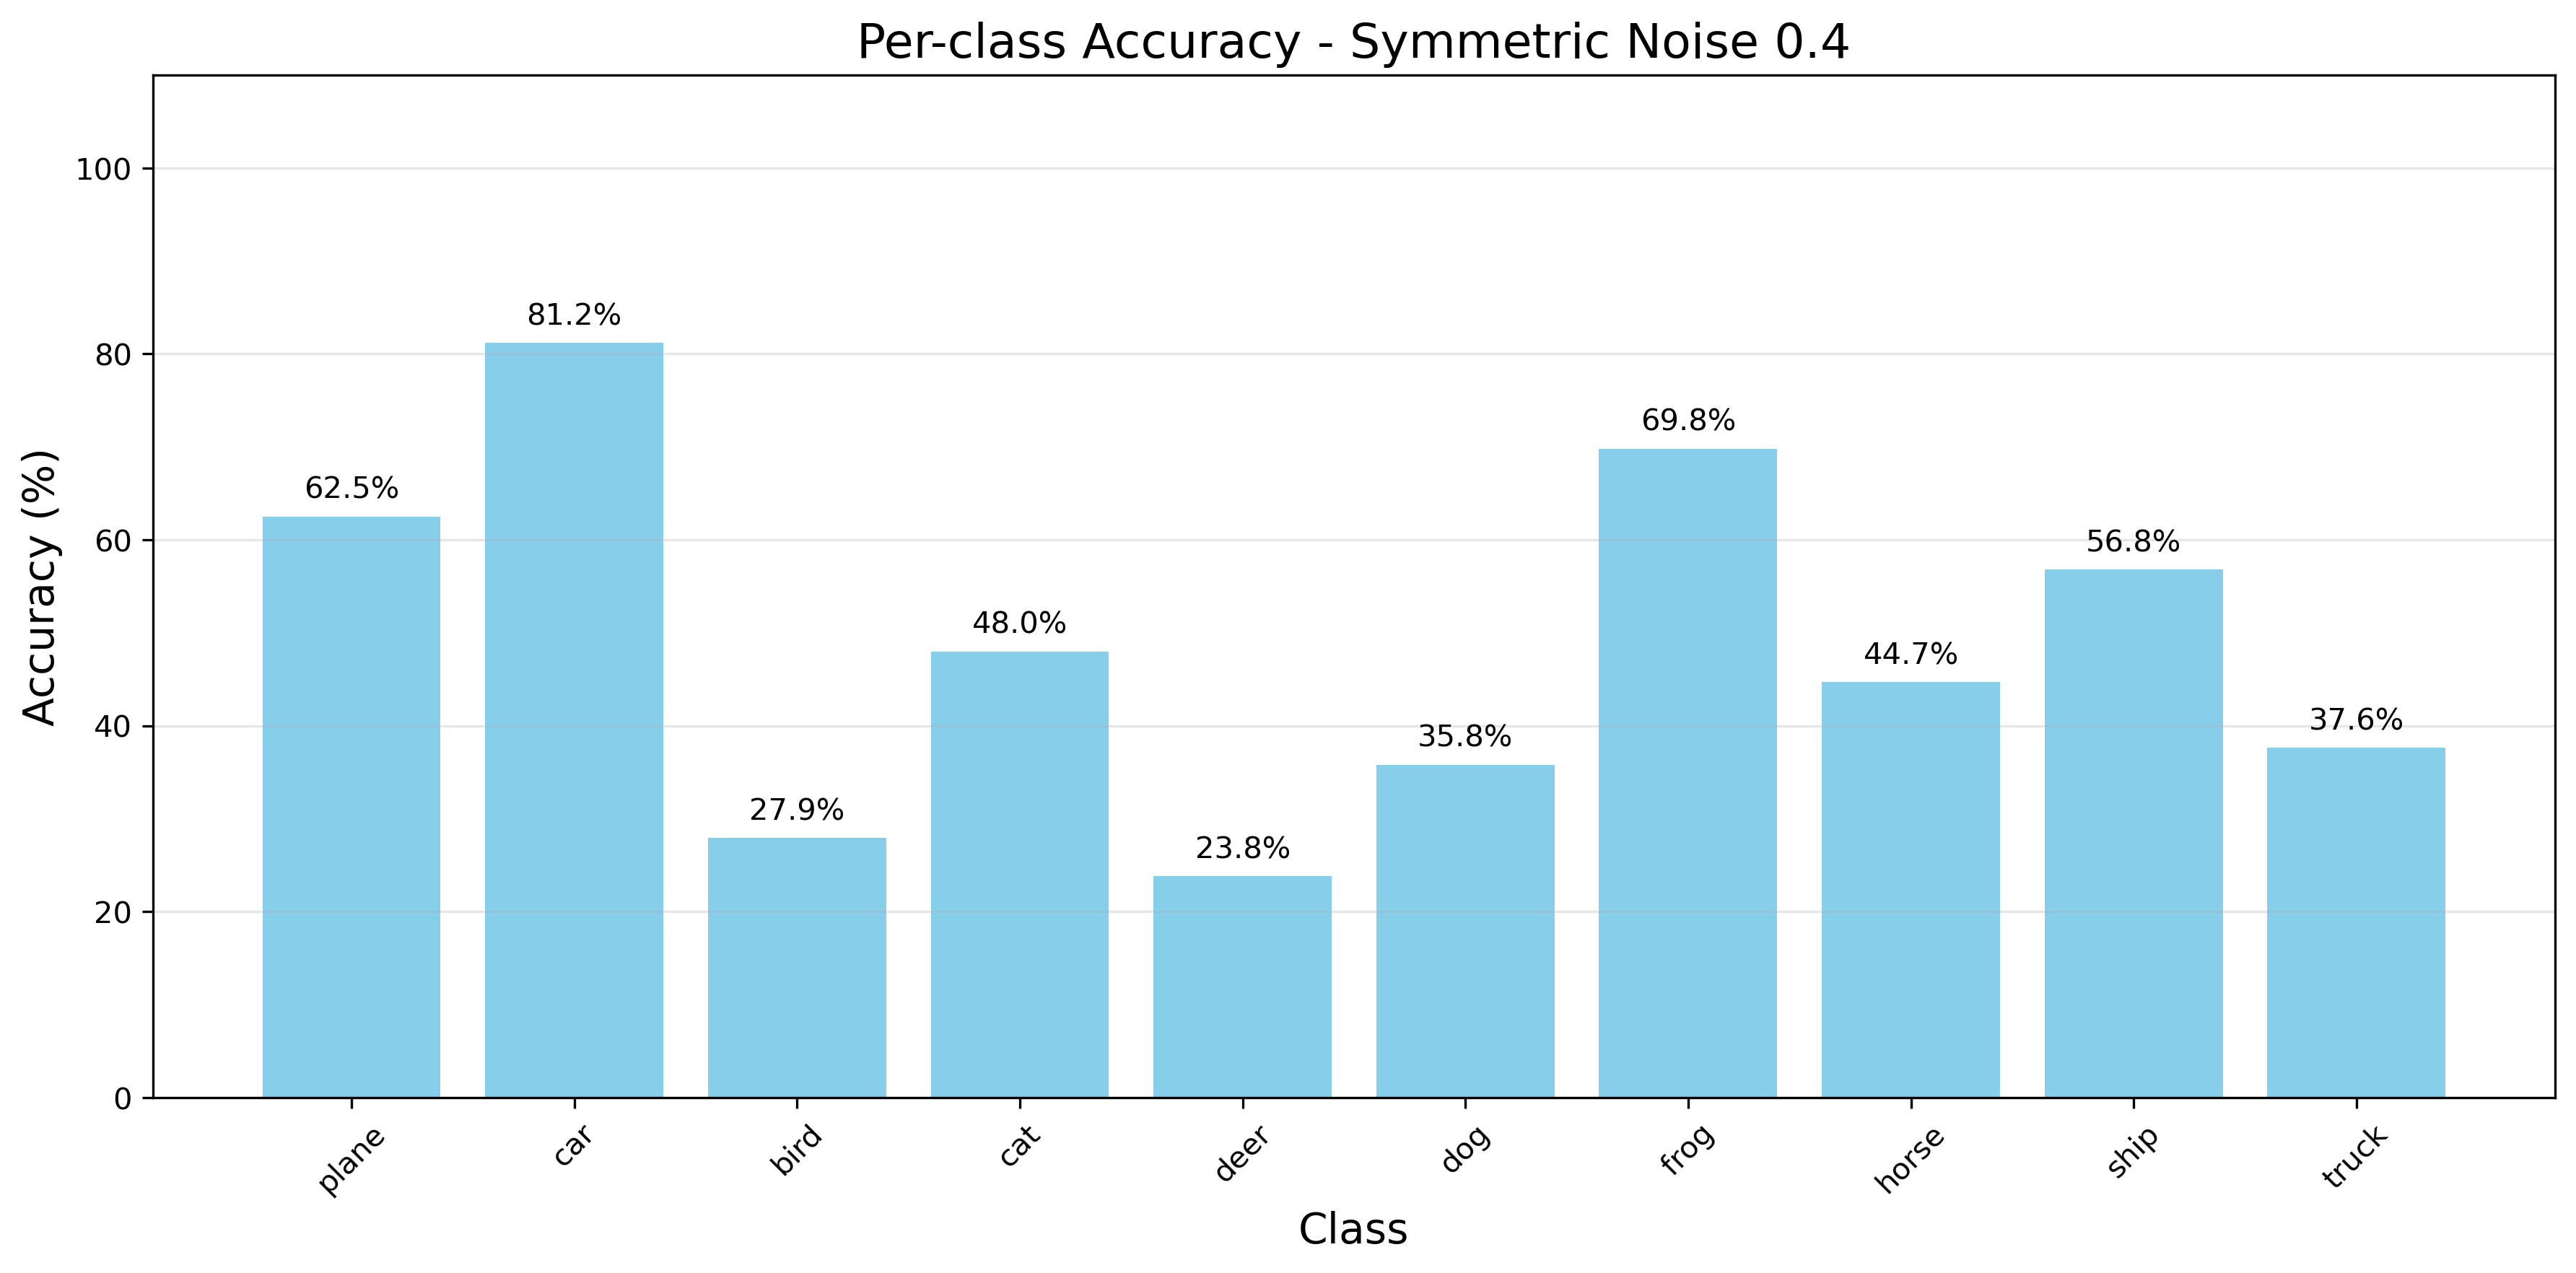 Per-class Accuracy - Symmetric Noise 0.4
Accuracy (%)
100
80
60
40
20
0
62.5%
81.2%
27.9%
48.0%
23.8%
35.8%
69.8%
44.7%
56.8%
37.6%
plane
car
bird
cat
deer
dog
frog
horse
ship
truck
Class